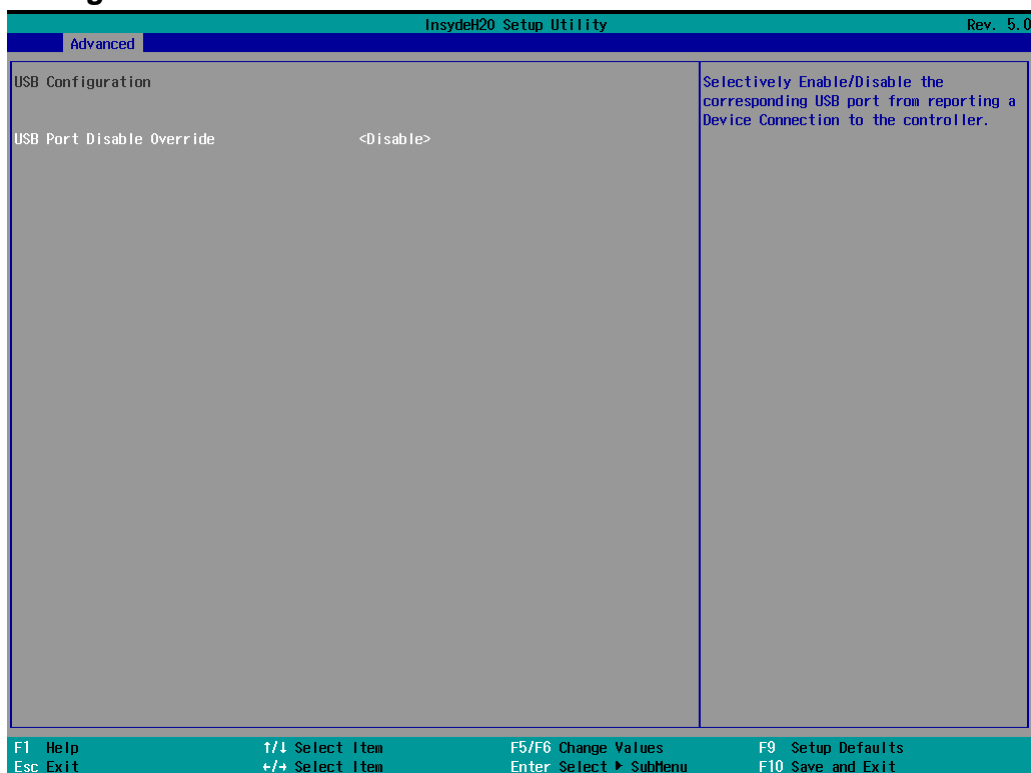 InsydeH2O Setup Utility Rev. 5.0
Advanced
USB Configuration
USB Port Disable Override <Disable>
Selectively Enable/Disable the
corresponding USB port from reporting a
Device Connection to the controller.
F1 Help ↑/↓ Select Item F5/F6 Change Values F9 Setup Defaults
Esc Exit ←/→ Select Item Enter Select ▶ SubMenu F10 Save and Exit